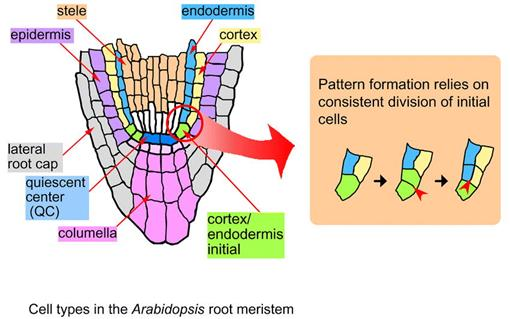 stele
endodermis
epidermis
cortex
Pattern formation relies on
consistent division of initial
cells
lateral
root cap
quiescent
center
(QC)
columella
cortex/
endodermis
initial
Cell types in the Arabidopsis root meristem